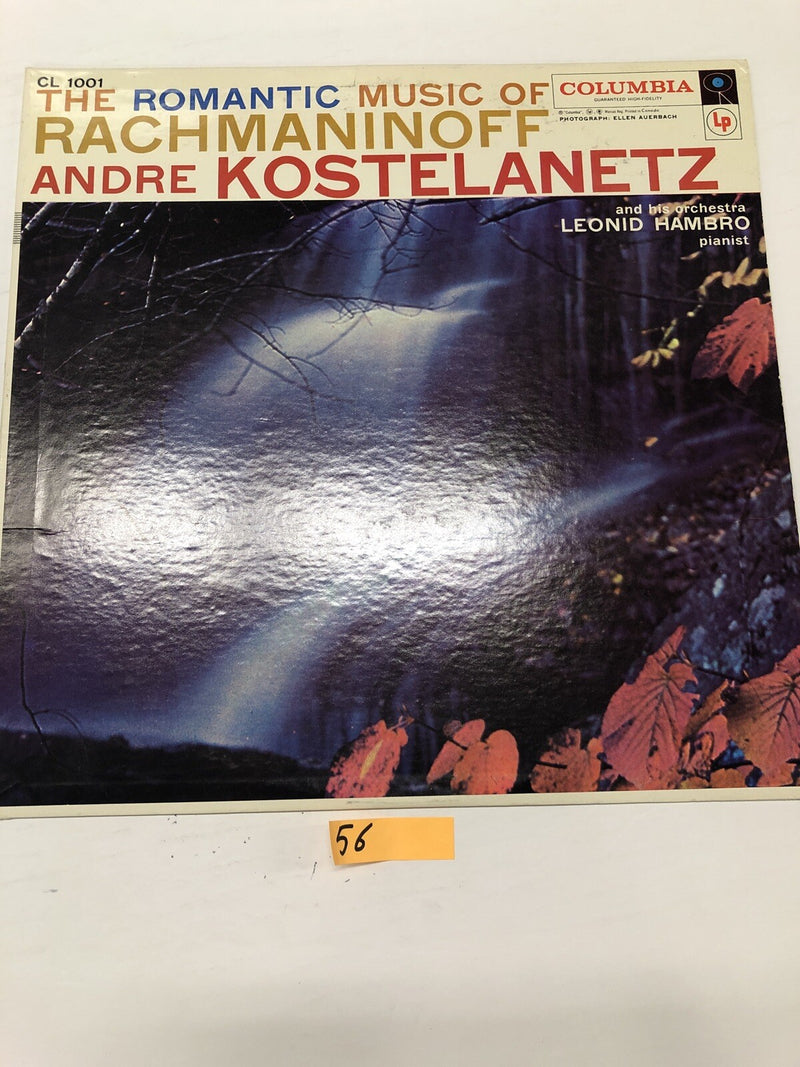 CL 1001
THE ROMANTIC MUSIC OF
RACHMANINOFF
ANDRE KOSTELANETZ
COLUMBIA
GUARANTEED HIGH-FIDELITY
PHOTOGRAPH: ELLEN AUERBACH
Lp
and his orchestra
LEONID HAMBRO
pianist
56